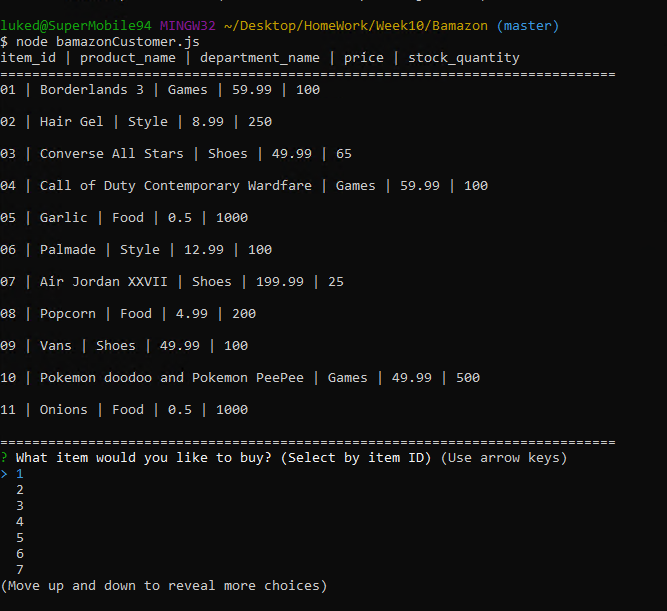 luked@SuperMobile94 MINGW32 ~/Desktop/HomeWork/Week10/Bamazon (master)
$ node bamazonCustomer.js
item_id | product_name | department_name | price | stock_quantity
=============================================================================
01 | Borderlands 3 | Games | 59.99 | 100
02 | Hair Gel | Style | 8.99 | 250
03 | Converse All Stars | Shoes | 49.99 | 65
04 | Call of Duty Contemporary Wardfare | Games | 59.99 | 100
05 | Garlic | Food | 0.5 | 1000
06 | Palmade | Style | 12.99 | 100
07 | Air Jordan XXVII | Shoes | 199.99 | 25
08 | Popcorn | Food | 4.99 | 200
09 | Vans | Shoes | 49.99 | 100
10 | Pokemon doodoo and Pokemon PeePee | Games | 49.99 | 500
11 | Onions | Food | 0.5 | 1000
=============================================================================
? What item would you like to buy? (Select by item ID) (Use arrow keys)
> 1
2
3
4
5
6
7
(Move up and down to reveal more choices)